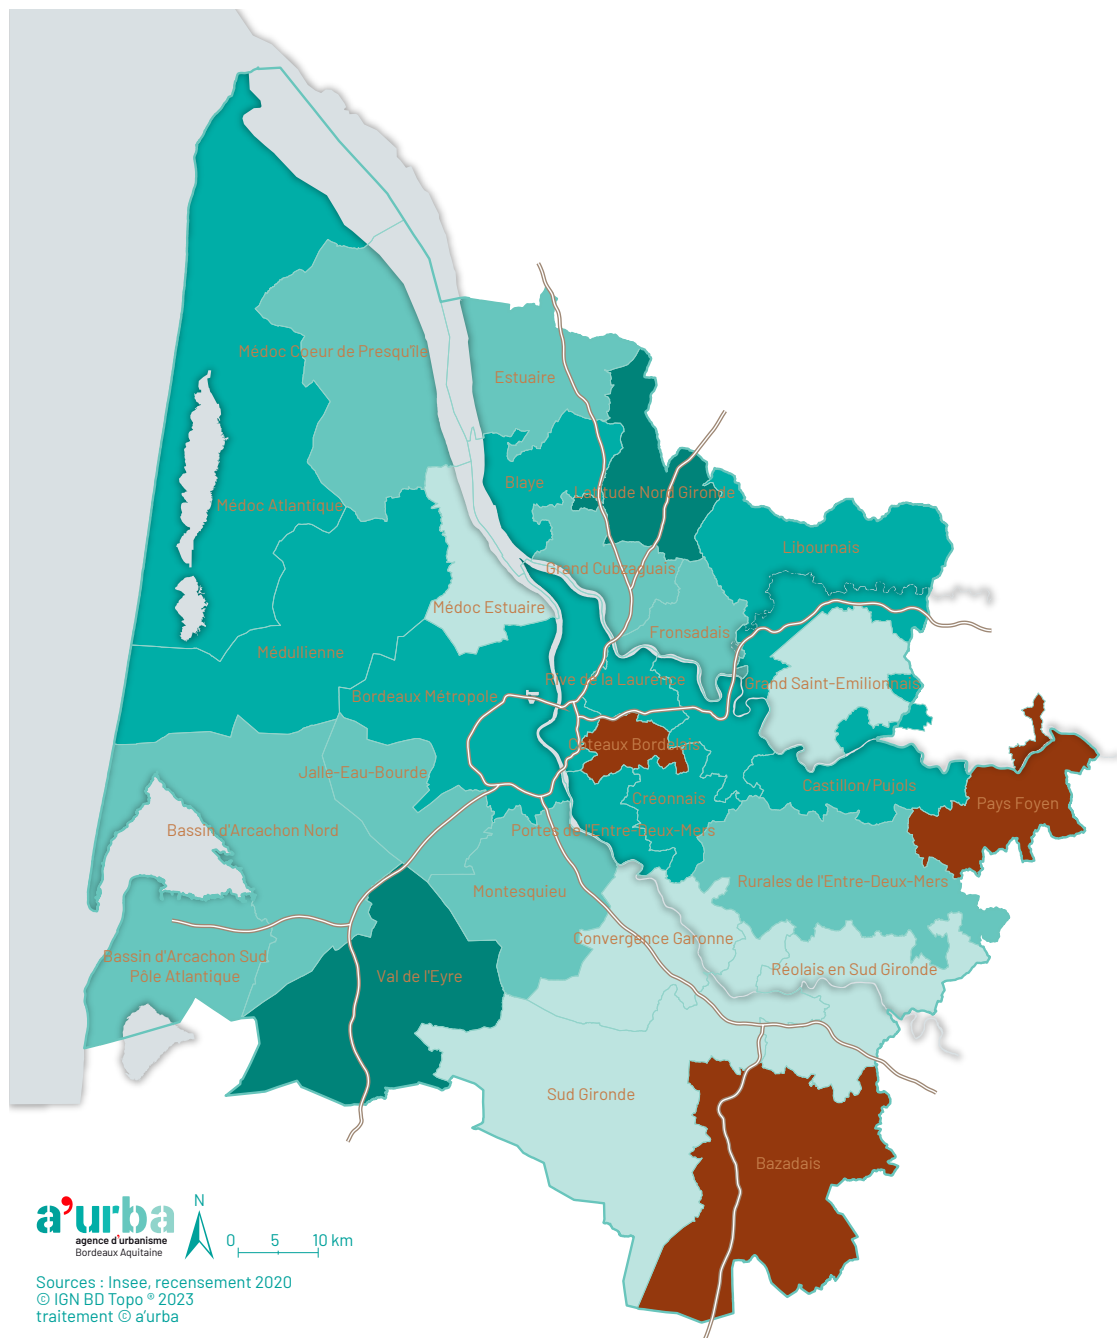 Médoc Coeur de Presqu'île
Estuaire
Blaye
Latitude Nord Gironde
Médoc Atlantique
Libournais
Grand Cubzaguais
Médoc Estuaire
Fronsadais
Médullienne
Rive de la Laurence
Grand Saint-Emilionnais
Bordeaux Métropole
Coteaux Bordelais
Jalle-Eau-Bourde
Castillon/Pujols
Créonnais
Pays Foyen
Bassin d'Arcachon Nord
Portes de l'Entre-Deux-Mers
Rurales de l'Entre-Deux-Mers
Montesquieu
Convergence Garonne
Bassin d'Arcachon Sud
Pôle Atlantique
Val de l'Eyre
Réolais en Sud Gironde
Sud Gironde
Bazadais
a'urba
agence d'urbanisme
Bordeaux Aquitaine
N
0 5 10 km
Sources : Insee, recensement 2020
© IGN BD Topo ® 2023
traitement © a'urba